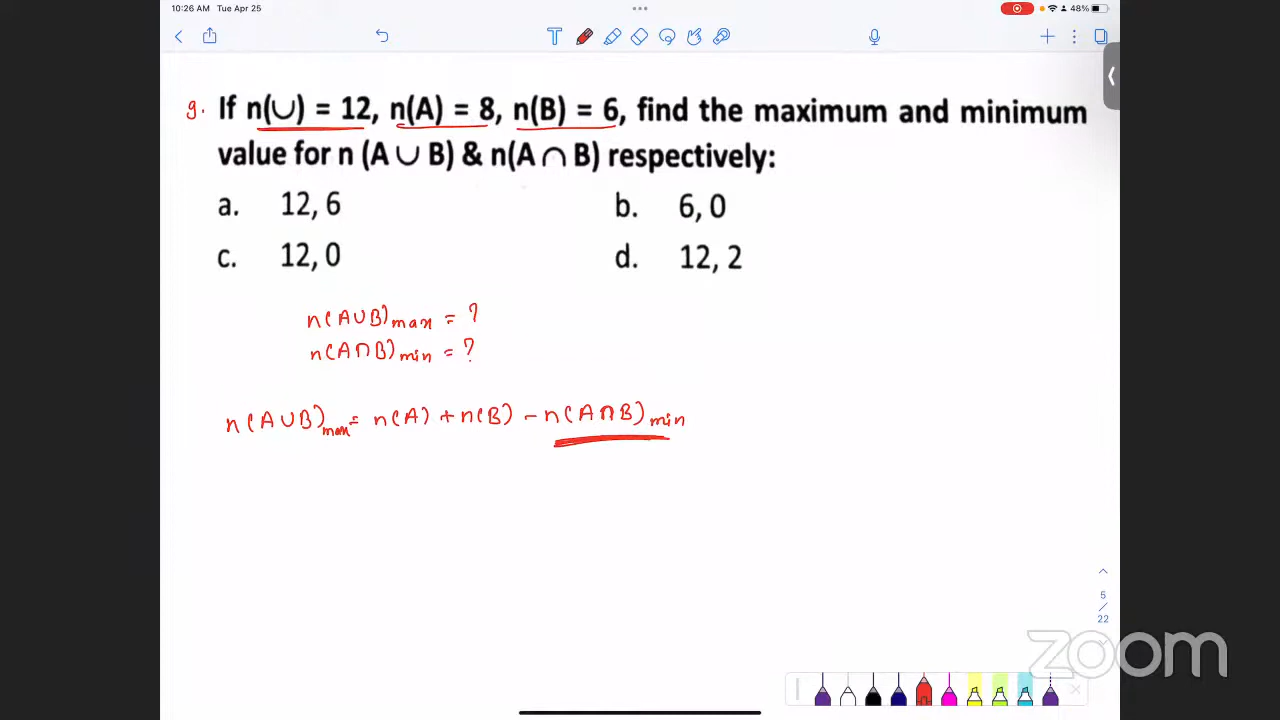 10:26 AM Tue Apr 25
48%
9. If n(∪) = 12, n(A) = 8, n(B) = 6, find the maximum and minimum
value for n (A ∪ B) & n(A ∩ B) respectively:
a. 12, 6 b. 6, 0
c. 12, 0 d. 12, 2
n(A∪B)max = ?
n(A∩B)min = ?
n(A∪B)max = n(A) + n(B) - n(A∩B)min
5
/
22
zoom